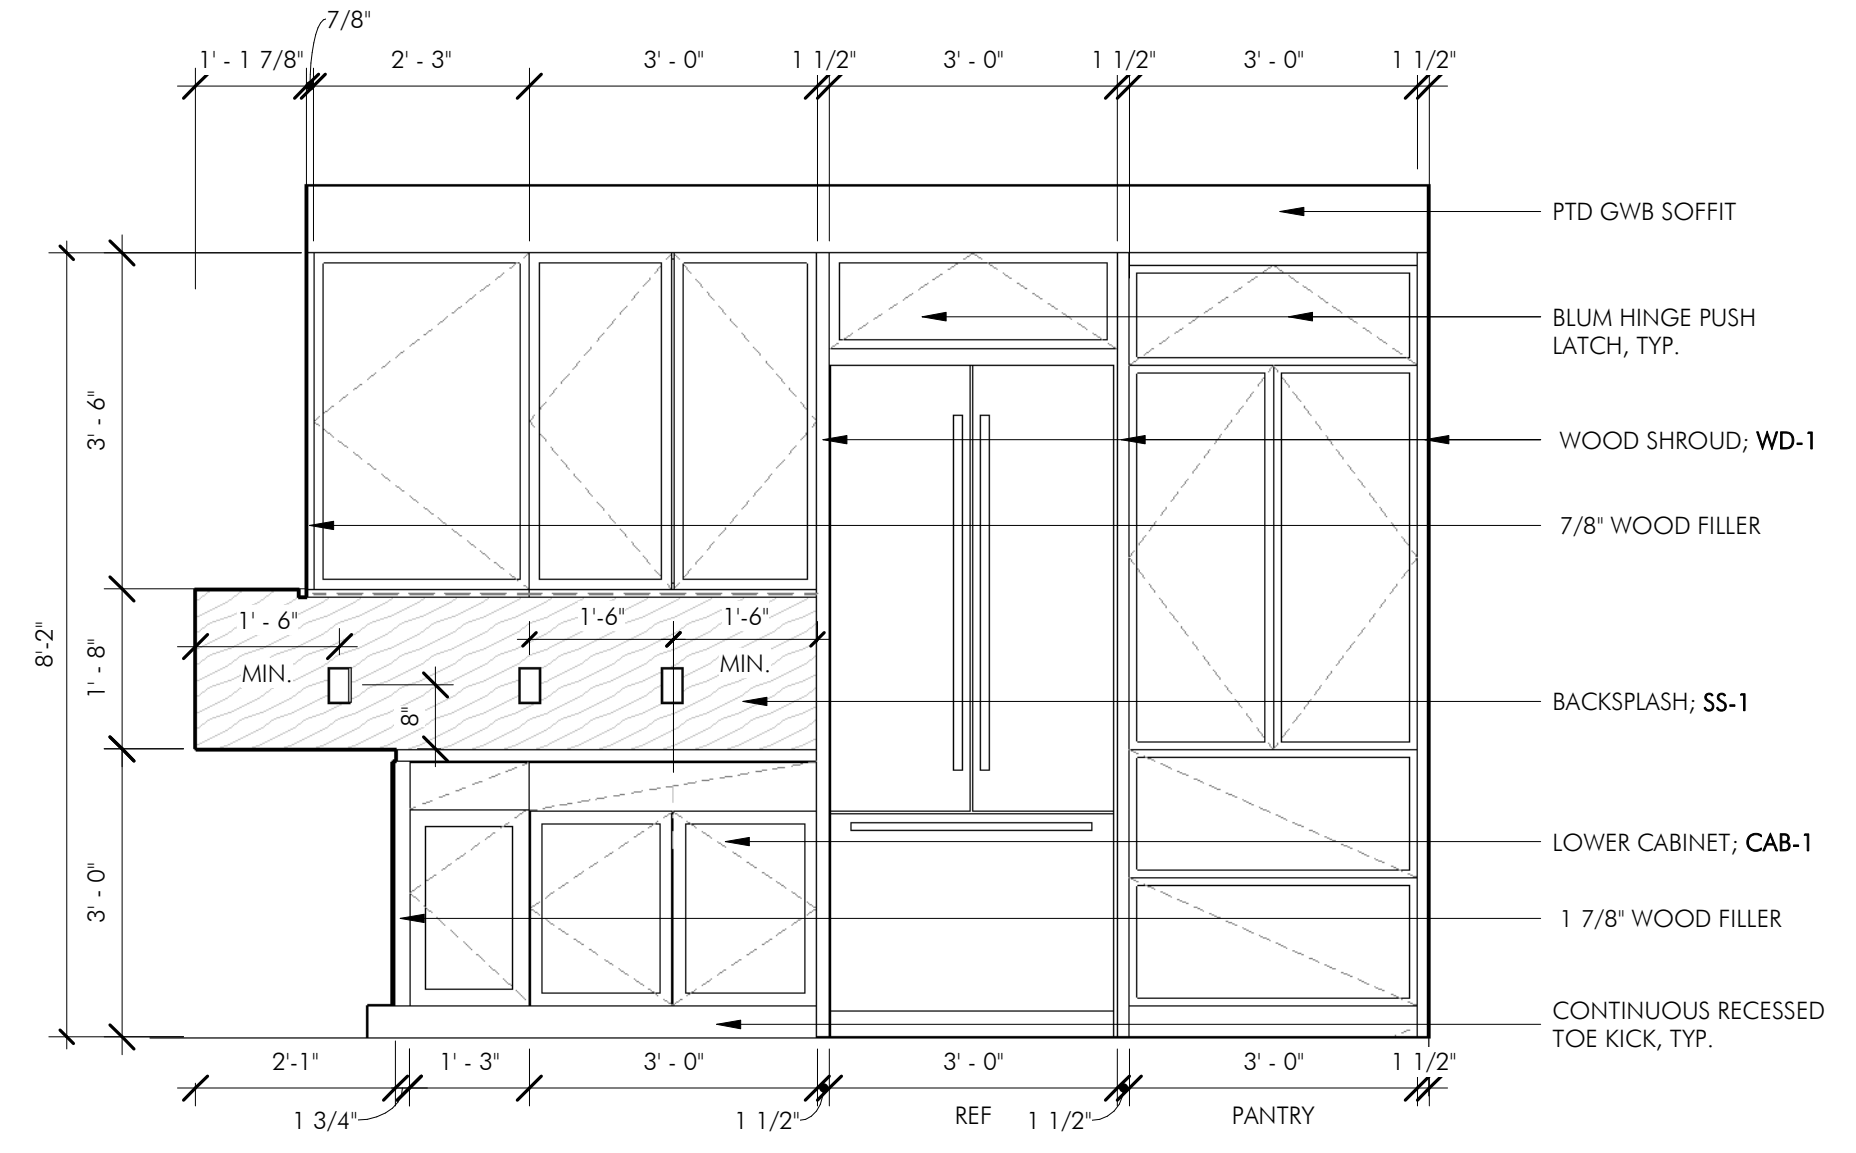 7/8"
1' - 1 7/8" 2' - 3" 3' - 0" 1 1/2" 3' - 0" 1 1/2" 3' - 0" 1 1/2"
PTD GWB SOFFIT
BLUM HINGE PUSH
LATCH, TYP.
3' - 6"
WOOD SHROUD; WD-1
7/8" WOOD FILLER
8'-2"
1' - 8"
1' - 6" 1'-6" 1'-6"
MIN. MIN.
8"
BACKSPLASH; SS-1
LOWER CABINET; CAB-1
3' - 0"
1 7/8" WOOD FILLER
CONTINUOUS RECESSED
TOE KICK, TYP.
2'-1" 1' - 3" 3' - 0" 3' - 0" 3' - 0" 1 1/2"
1 3/4" 1 1/2" REF 1 1/2" PANTRY